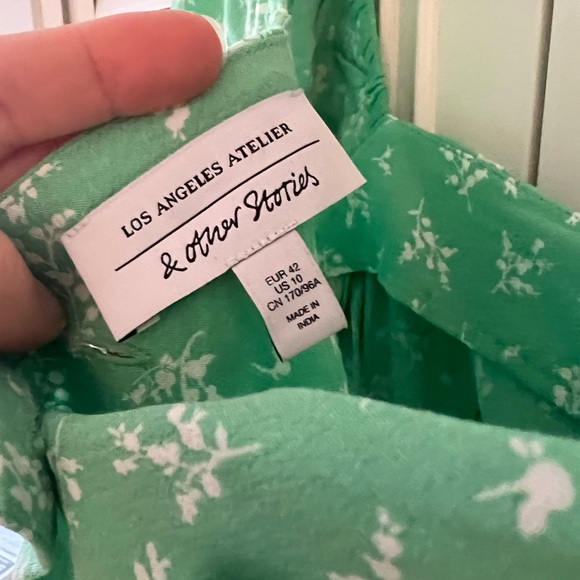 LOS ANGELES ATELIER
& other Stories
EUR 42
US 10
CN 170/96A
MADE IN
INDIA